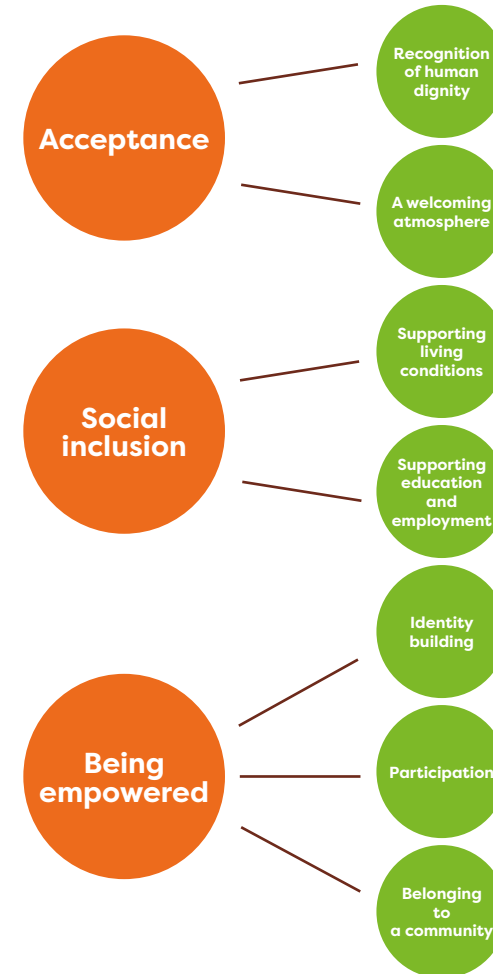 Acceptance
Recognition
of human
dignity
A welcoming
atmosphere
Social
inclusion
Supporting
living
conditions
Supporting
education
and
employment
Being
empowered
Identity
building
Participation
Belonging
to
a community